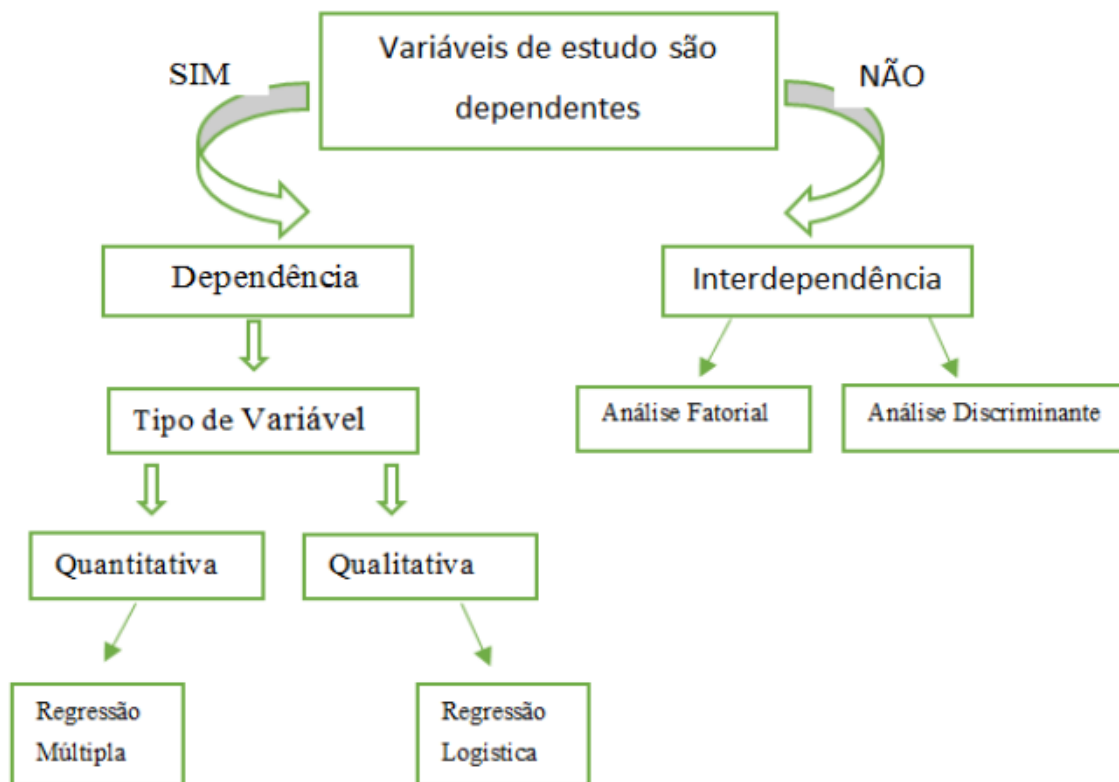 Variáveis de estudo são
dependentes
SIM
NÃO
Dependência
Interdependência
Tipo de Variável
Análise Fatorial
Análise Discriminante
Quantitativa
Qualitativa
Regressão
Múltipla
Regressão
Logística